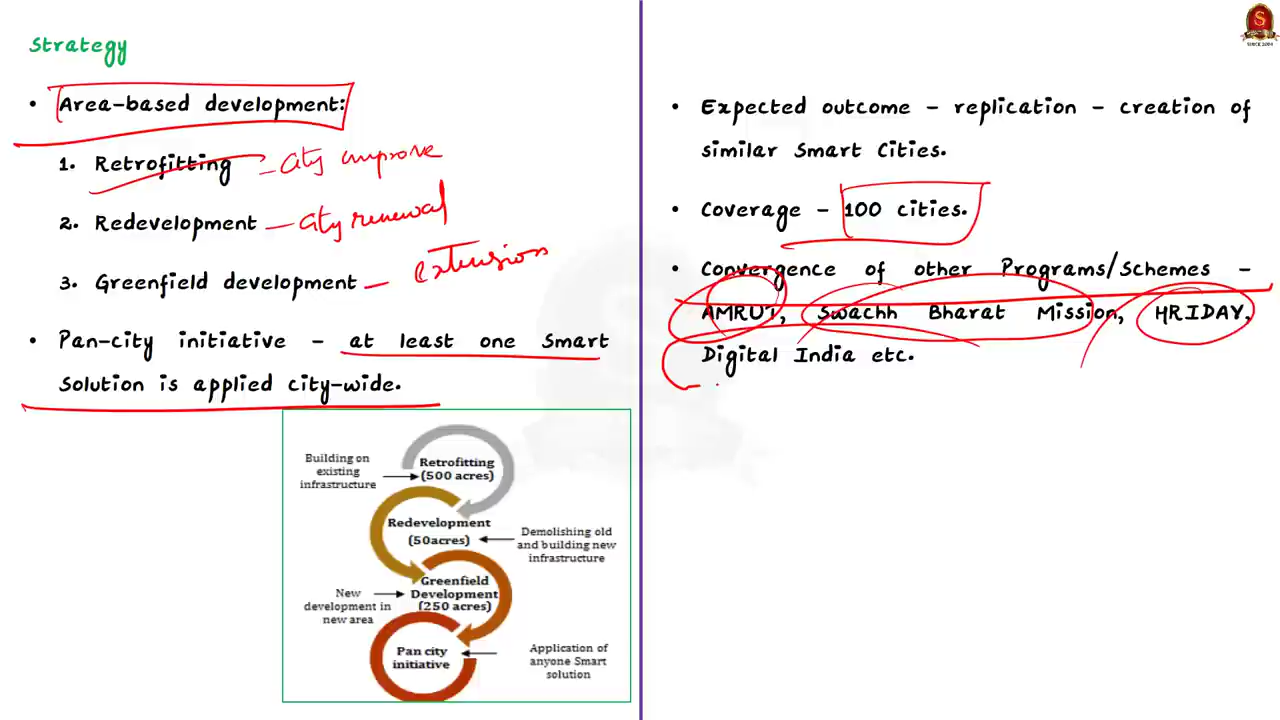 Strategy
• Area-based development:
1. Retrofitting - City improve
2. Redevelopment - City renewal
3. Greenfield development - extension
• Pan-city initiative - at least one Smart
Solution is applied city-wide.
Building on
existing
infrastructure
Retrofitting
(500 acres)
Redevelopment
(50acres)
Demolishing old
and building new
infrastructure
New
development in
new area
Greenfield
Development
(250 acres)
Pan city
initiative
Application of
anyone Smart
solution
• Expected outcome - replication - creation of
similar Smart Cities.
• Coverage - 100 cities.
• Convergence of other Programs/Schemes -
AMRUT, Swachh Bharat Mission, HRIDAY,
Digital India etc.
S
SINCE 2004